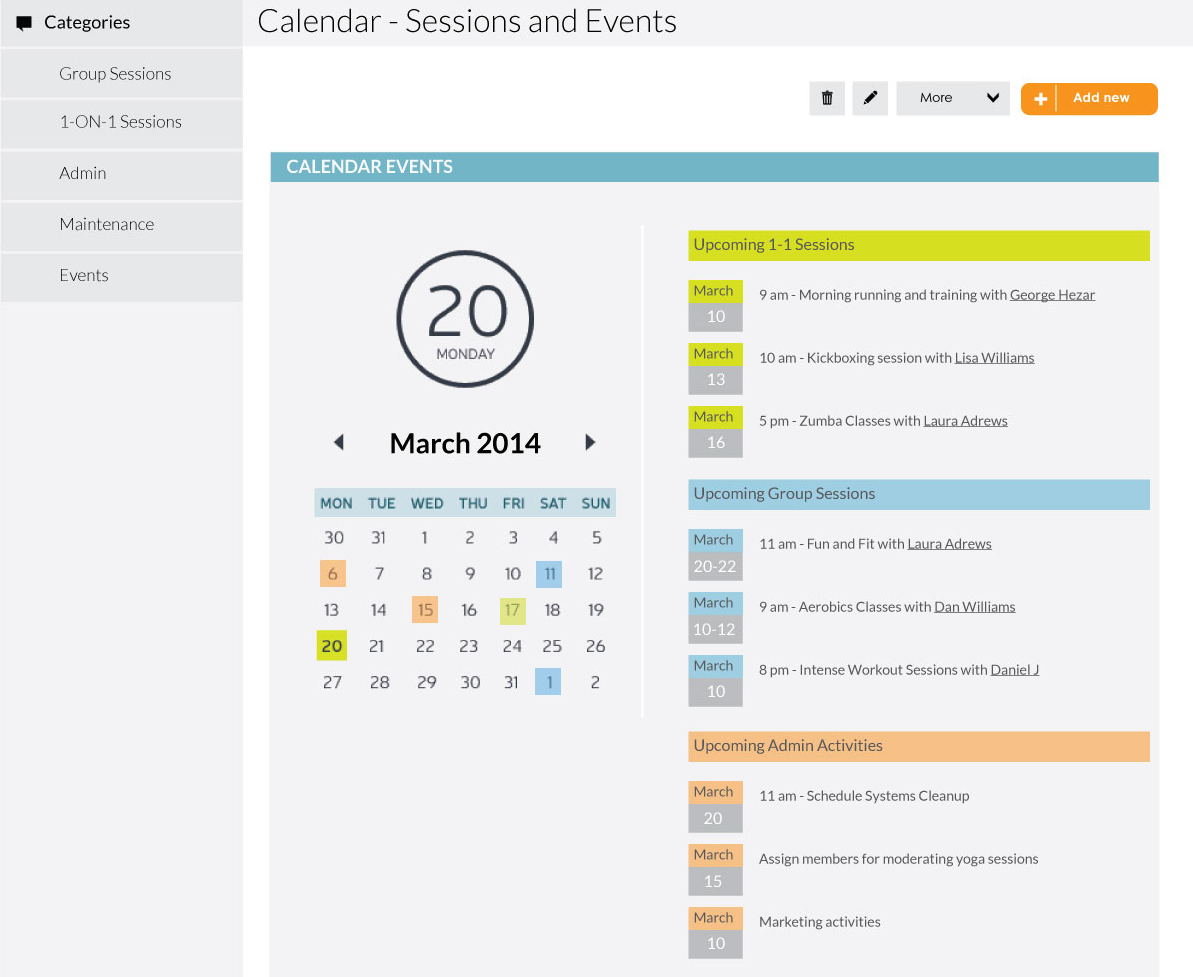 Categories
Group Sessions
1-ON-1 Sessions
Admin
Maintenance
Events
Calendar - Sessions and Events
More
Add new
CALENDAR EVENTS
20
MONDAY
March 2014
MON TUE WED THU FRI SAT SUN
30 31 1 2 3 4 5
6 7 8 9 10 11 12
13 14 15 16 17 18 19
20 21 22 23 24 25 26
27 28 29 30 31 1 2
Upcoming 1-1 Sessions
March
10
9 am - Morning running and training with George Hezar
March
13
10 am - Kickboxing session with Lisa Williams
March
16
5 pm - Zumba Classes with Laura Adrews
Upcoming Group Sessions
March
20-22
11 am - Fun and Fit with Laura Adrews
March
10-12
9 am - Aerobics Classes with Dan Williams
March
10
8 pm - Intense Workout Sessions with Daniel J
Upcoming Admin Activities
March
20
11 am - Schedule Systems Cleanup
March
15
Assign members for moderating yoga sessions
March
10
Marketing activities